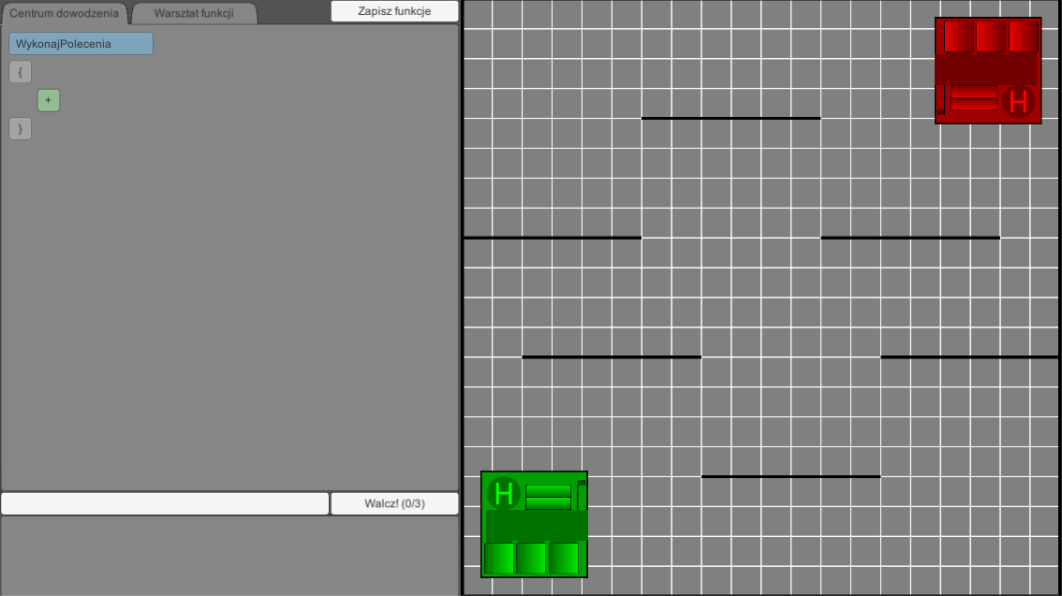 Centrum dowodzenia
Warsztat funkcji
Zapisz funkcje
WykonajPolecenia
{
+
}
Walcz! (0/3)
H
H